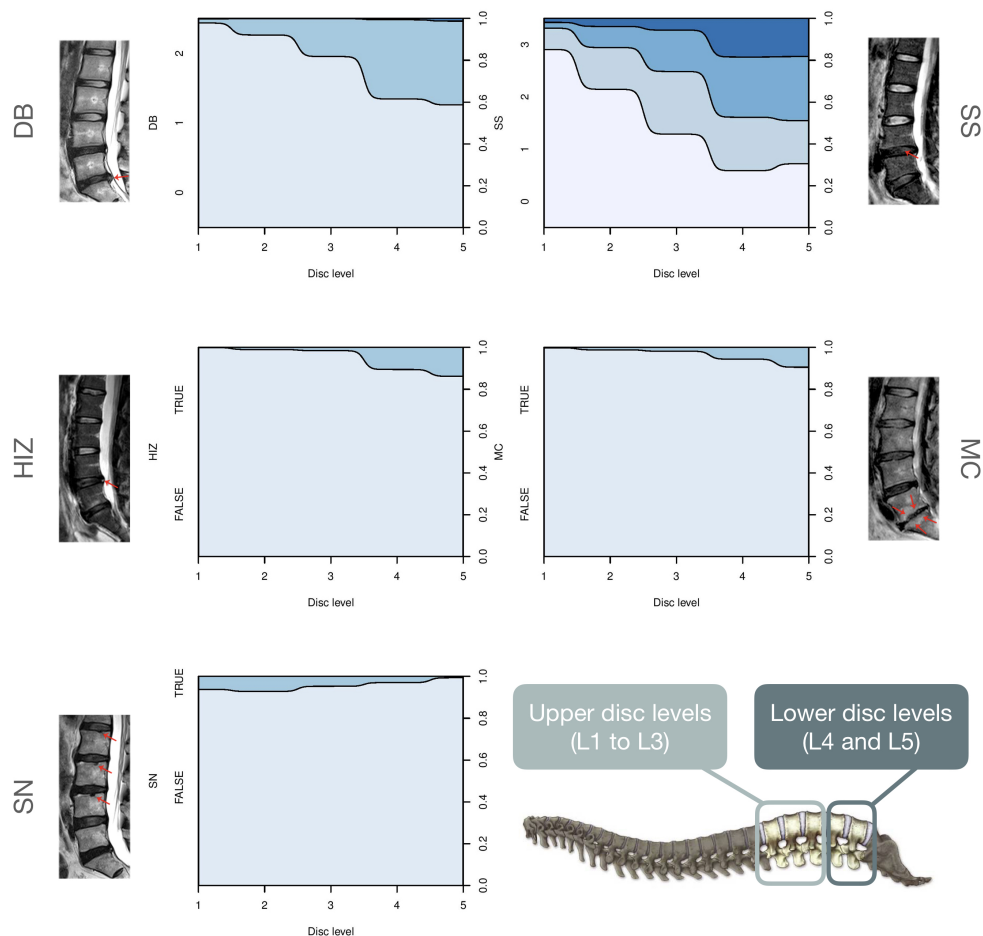 DB
DB
2
1
0
1.0
0.8
0.6
0.4
0.2
0.0
1 2 3 4 5
Disc level
SS
3
2
1
0
1.0
0.8
0.6
0.4
0.2
0.0
1 2 3 4 5
Disc level
SS
HIZ
HIZ
TRUE
FALSE
1.0
0.8
0.6
0.4
0.2
0.0
1 2 3 4 5
Disc level
MC
TRUE
FALSE
1.0
0.8
0.6
0.4
0.2
0.0
1 2 3 4 5
Disc level
MC
SN
SN
TRUE
FALSE
1.0
0.8
0.6
0.4
0.2
0.0
1 2 3 4 5
Disc level
Upper disc levels
(L1 to L3)
Lower disc levels
(L4 and L5)